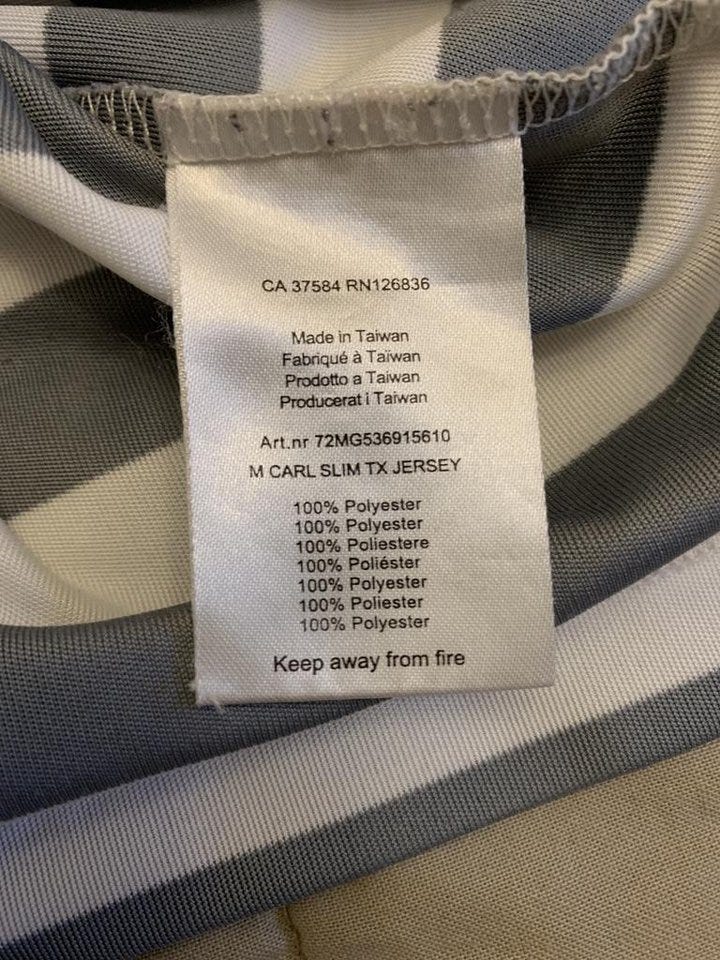 CA 37584 RN126836
Made in Taiwan
Fabriqué à Taïwan
Prodotto a Taiwan
Producerat i Taiwan
Art.nr 72MG536915610
M CARL SLIM TX JERSEY
100% Polyester
100% Polyester
100% Poliestere
100% Poliéster
100% Polyester
100% Poliester
100% Polyester
Keep away from fire